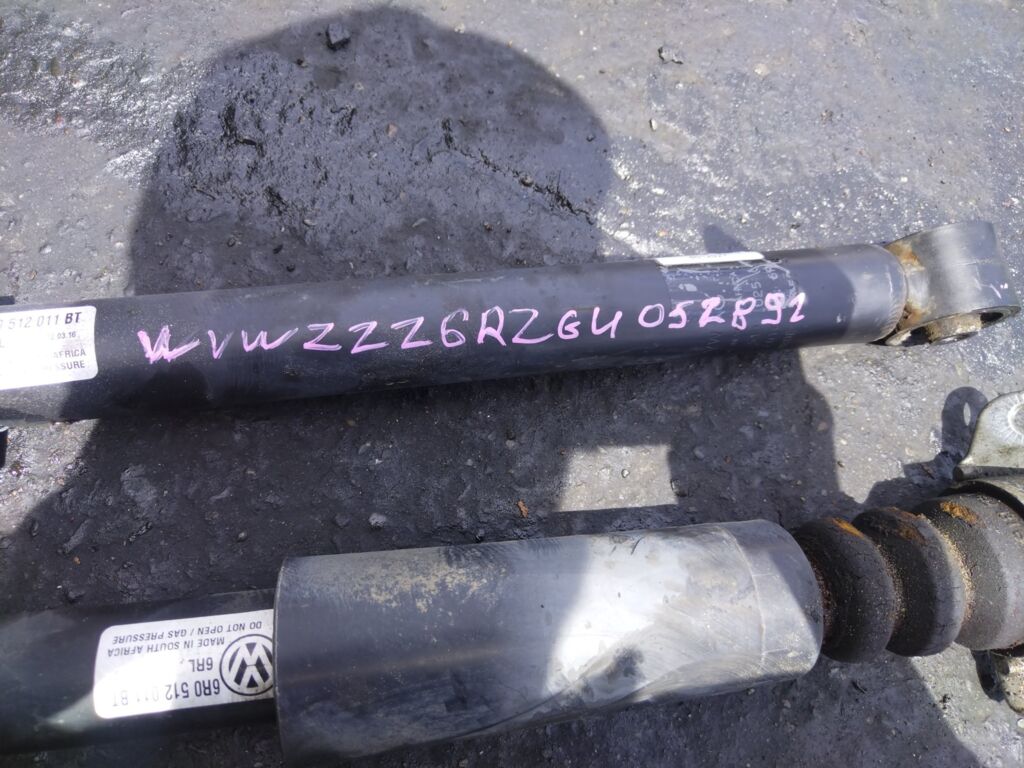 512 011 BT
03.16
AFRICA
SSURE
WVWZZZ6RZGU052891
6R0 512 011 BT
6RL
MADE IN SOUTH AFRICA
DO NOT OPEN / GAS PRESSURE